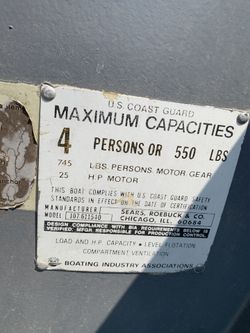 U.S. COAST GUARD
MAXIMUM CAPACITIES
4 PERSONS OR 550 LBS
745 LBS. PERSONS, MOTOR, GEAR
25 H.P. MOTOR
THIS BOAT COMPLIES WITH U.S. COAST GUARD SAFETY
STANDARDS IN EFFECT ON THE DATE OF CERTIFICATION
MANUFACTURER SEARS, ROEBUCK & CO.
MODEL CHICAGO, ILL. 60684
DESIGN COMPLIANCE WITH BIA REQUIREMENTS BELOW IS
VERIFIED. MFGR. RESPONSIBLE FOR PRODUCTION CONTROL.
LOAD AND H.P. CAPACITY • LEVEL FLOTATION
COMPARTMENT VENTILATION
BOATING INDUSTRY ASSOCIATIONS